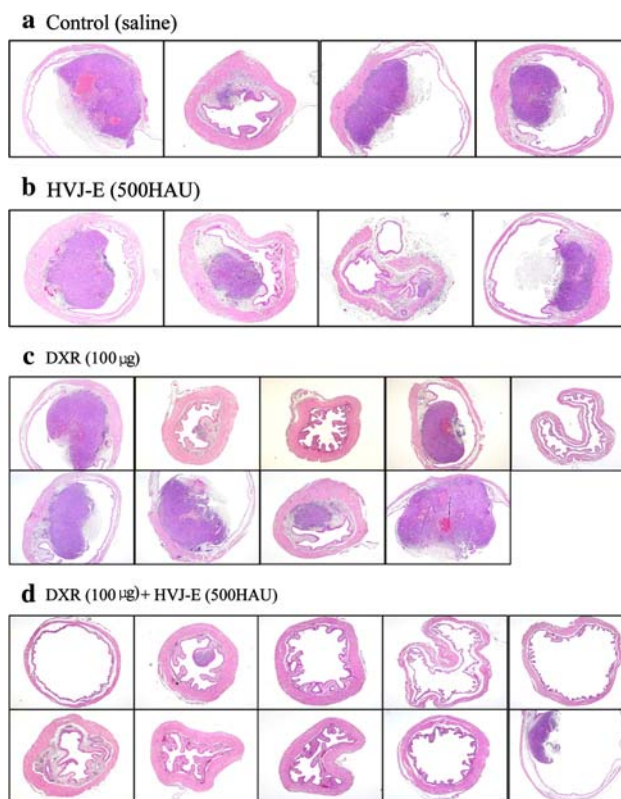 a Control (saline)
b HVJ-E (500HAU)
c DXR (100 µg)
d DXR (100 µg) + HVJ-E (500HAU)